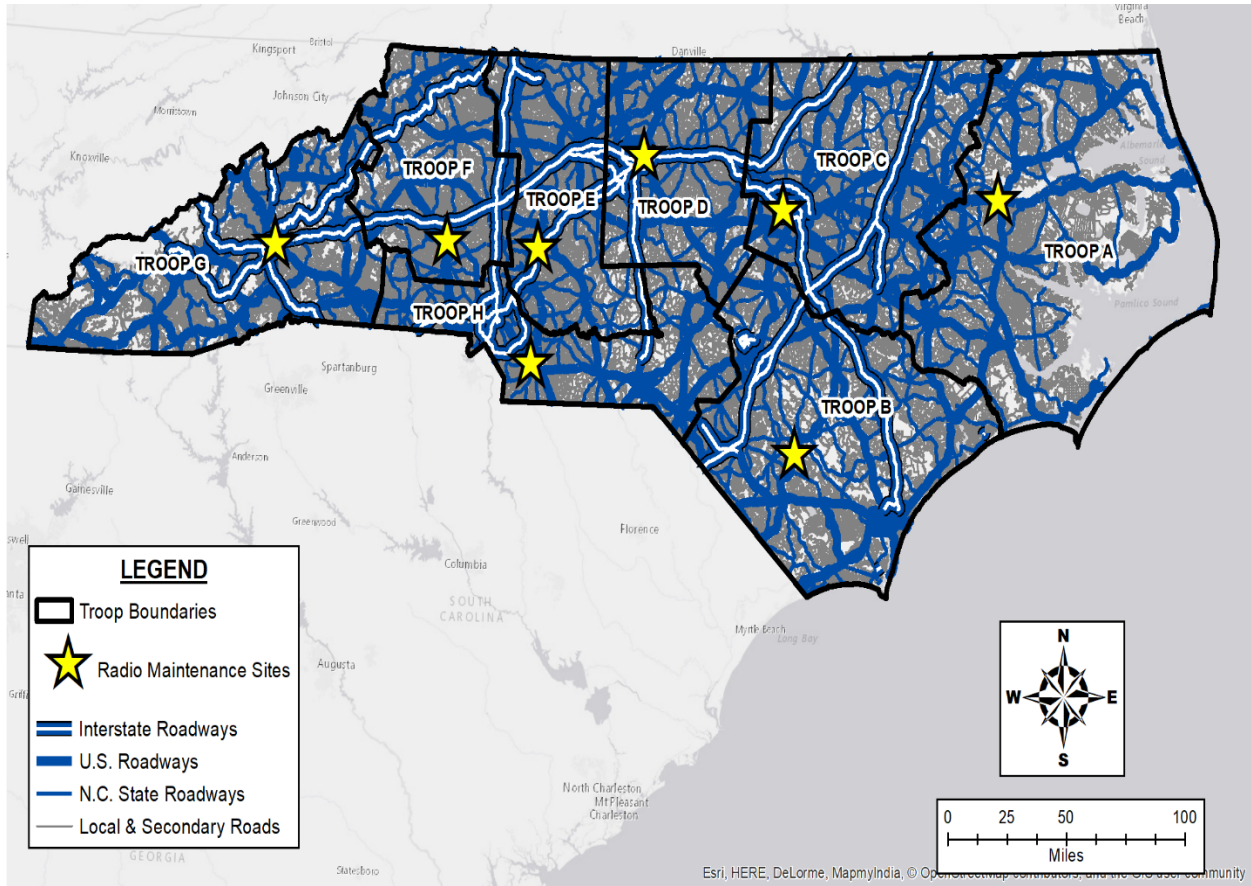 Virginia
Beach
Bristol
Kingsport
Danville
Johnson City
Morristown
Knoxville
Albemarle
Sound
TROOP F
TROOP C
TROOP E
TROOP D
TROOP A
TROOP G
Pamlico Sound
TROOP H
Spartanburg
Greenville
TROOP B
Anderson
Gainesville
Greenwood
Florence
swell
Columbia
SOUTH
CAROLINA
Myrtle Beach
Long Bay
Augusta
North Charleston
Mt Pleasant
Charleston
GEORGIA
Statesboro
LEGEND
Troop Boundaries
Radio Maintenance Sites
Interstate Roadways
U.S. Roadways
N.C. State Roadways
Local & Secondary Roads
N
W E
S
0 25 50 100
Miles
Esri, HERE, DeLorme, MapmyIndia, © OpenStreetMap contributors, and the GIS user community